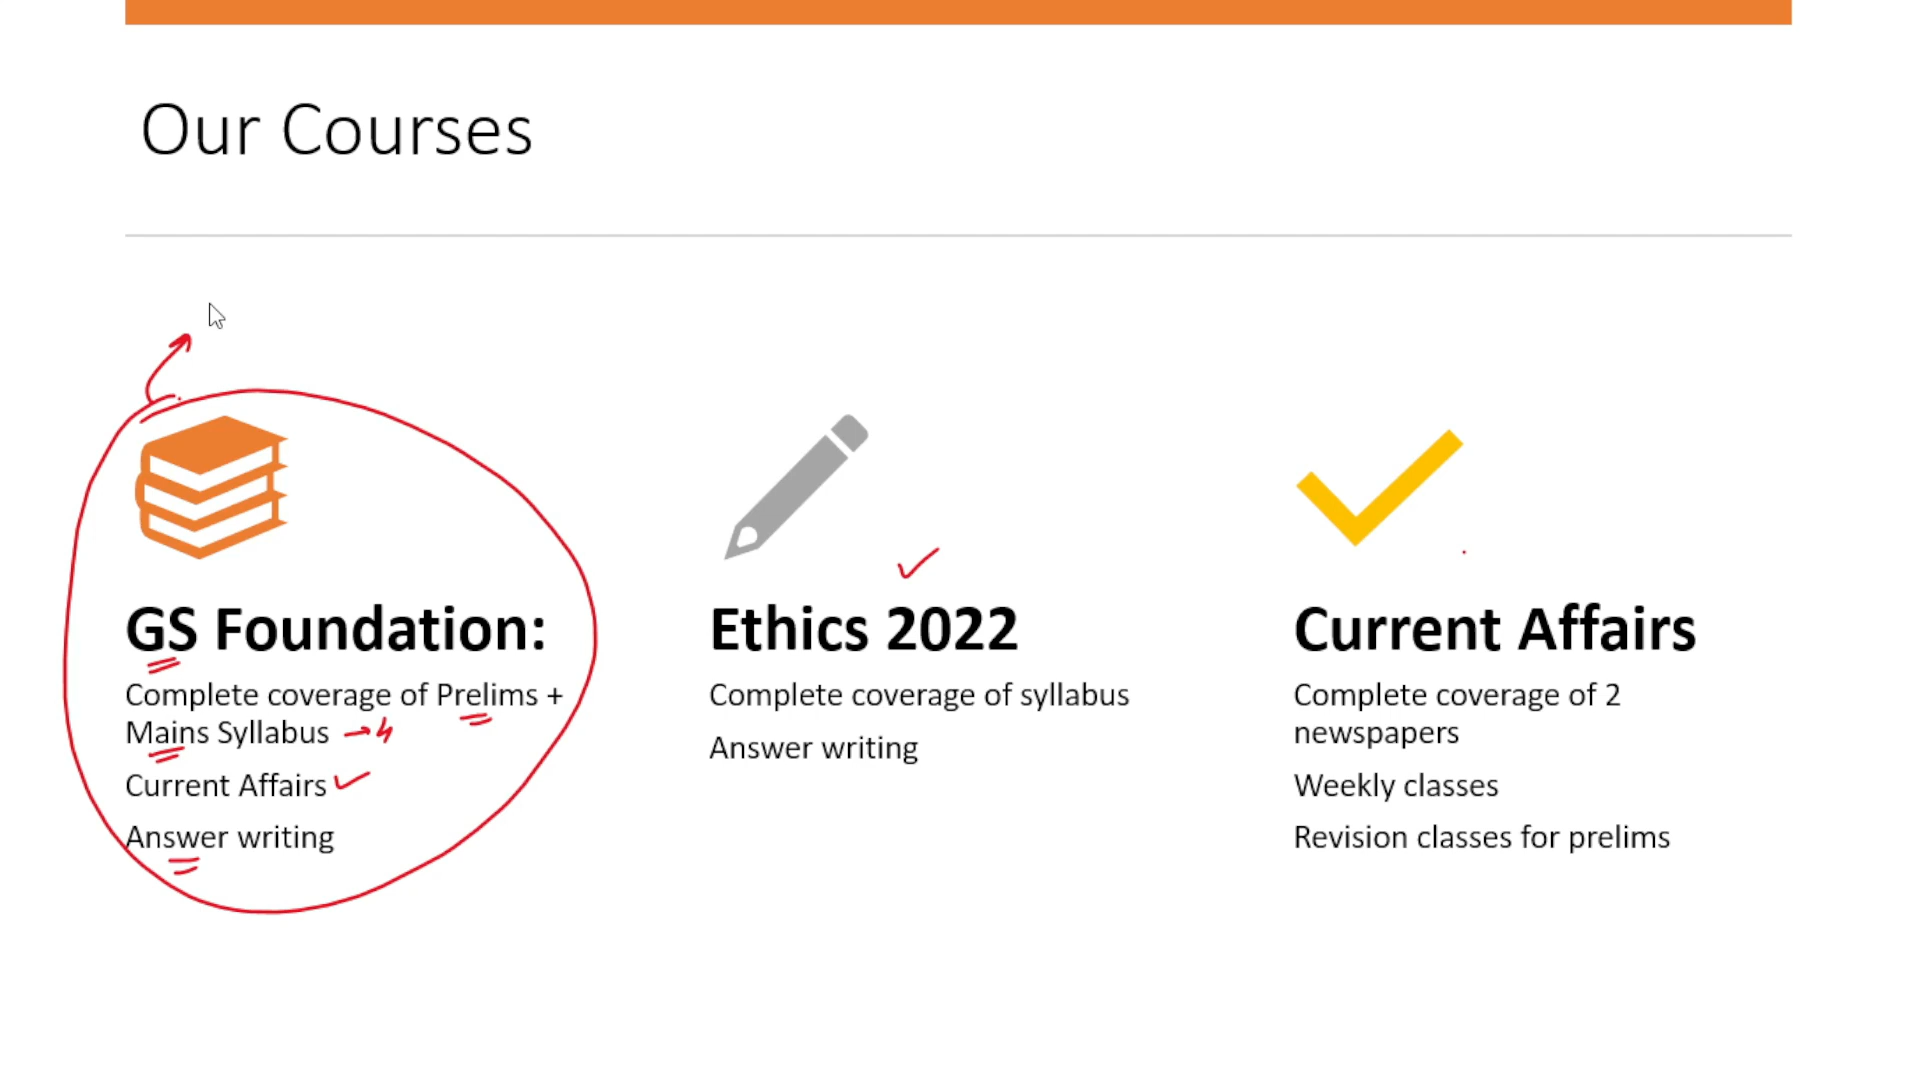 Our Courses
GS Foundation:
Complete coverage of Prelims +
Mains Syllabus → 4
Current Affairs
Answer writing
Ethics 2022
Complete coverage of syllabus
Answer writing
Current Affairs
Complete coverage of 2
newspapers
Weekly classes
Revision classes for prelims